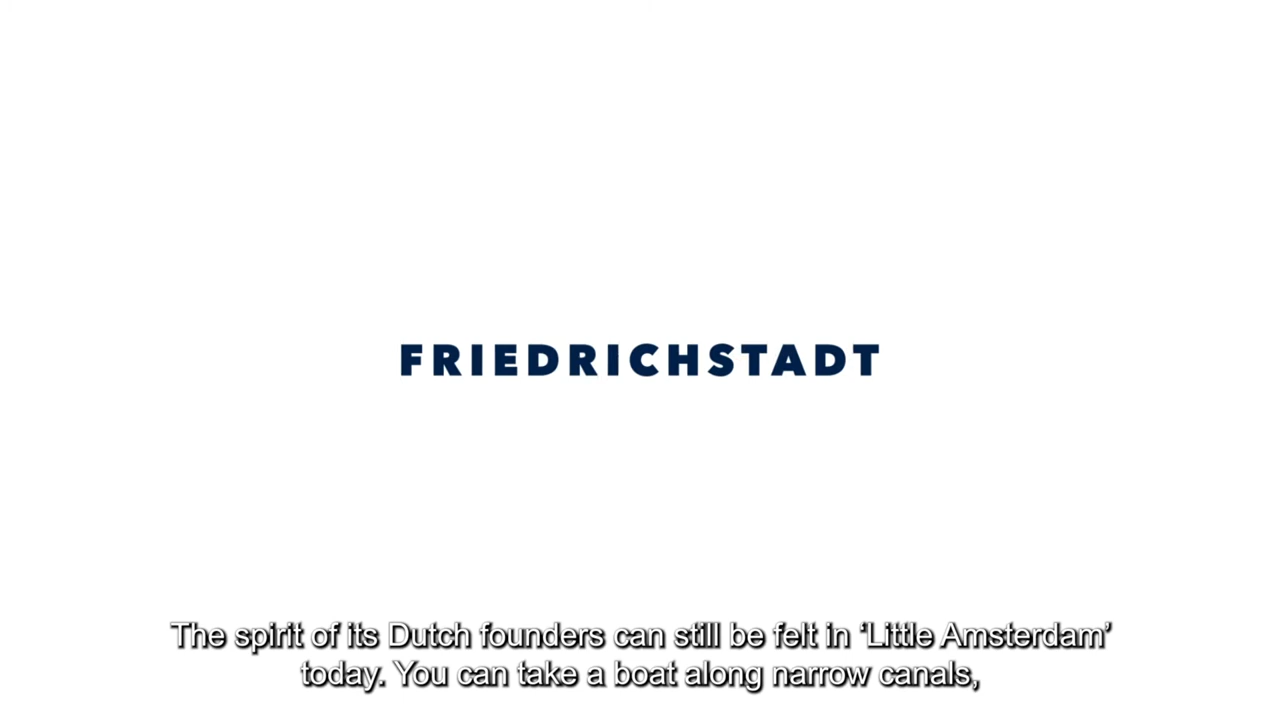 FRIEDRICHSTADT
The spirit of its Dutch founders can still be felt in ‘Little Amsterdam’
today. You can take a boat along narrow canals,